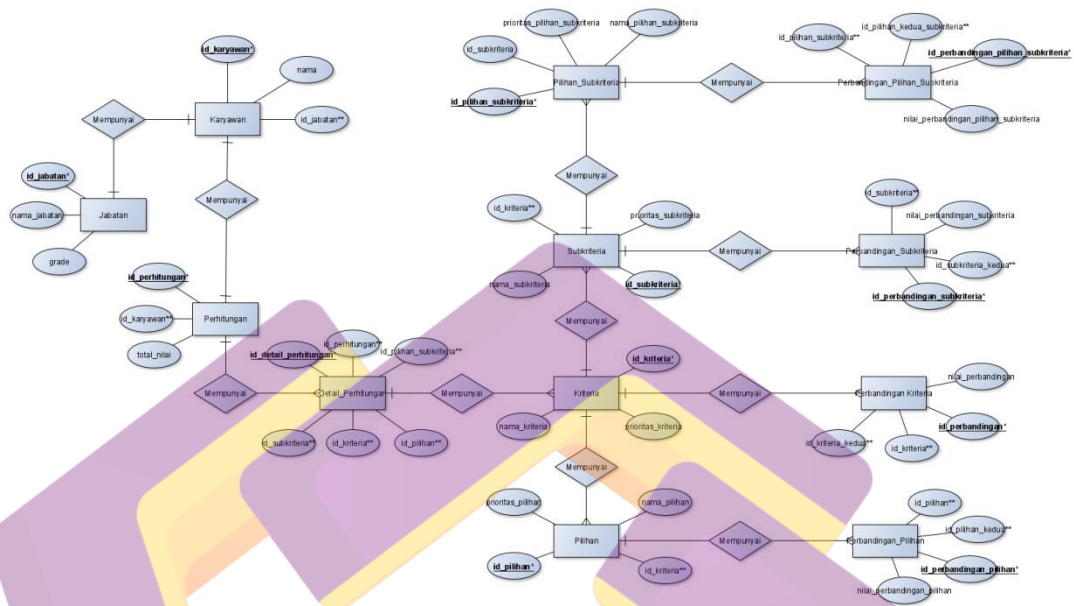 prioritas_pilihan_subkriteria
nama_pilihan_subkriteria
id_subkriteria
Pilihan_Subkriteria
id_pilihan_subkriteria*
Mempunyai
id_pilihan_subkriteria**
id_pilihan_kedua_subkriteria**
id_perbandingan_pilihan_subkriteria*
Perbandingan_Pilihan_Subkriteria
nilai_perbandingan_pilihan_subkriteria
id_karyawan*
nama
Mempunyai
Karyawan
id_jabatan**
id_jabatan*
nama_jabatan
Jabatan
grade
Mempunyai
Mempunyai
id_kriteria**
prioritas_subkriteria
Subkriteria
nama_subkriteria
id_subkriteria*
Mempunyai
id_subkriteria**
nilai_perbandingan_subkriteria
Perbandingan_Subkriteria
id_subkriteria_kedua**
id_perbandingan_subkriteria*
id_perhitungan*
id_karyawan**
Perhitungan
total_nilai
Mempunyai
Mempunyai
id_detail_perhitungan*
id_perhitungan**
id_pilihan_subkriteria**
Detail_Perhitungan
id_subkriteria**
id_kriteria**
id_pilihan**
Mempunyai
id_kriteria*
Kriteria
nama_kriteria
prioritas_kriteria
Mempunyai
nilai_perbandingan
Perbandingan Kriteria
id_perbandingan*
id_kriteria_kedua**
id_kriteria**
Mempunyai
prioritas_pilihan
nama_pilihan
Pilihan
id_pilihan*
id_kriteria**
Mempunyai
id_pilihan**
id_pilihan_kedua**
Perbandingan_Pilihan
id_perbandingan_pilihan*
nilai_perbandingan_pilihan